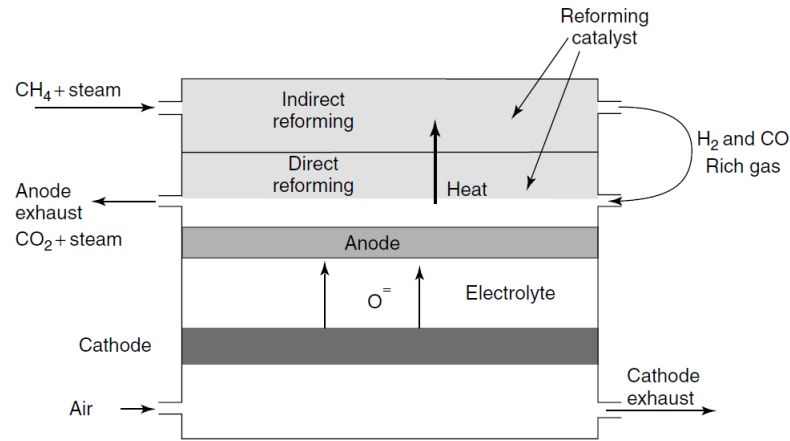 Reforming
catalyst
CH₄ + steam
Indirect
reforming
H₂ and CO
Rich gas
Direct
reforming
Heat
Anode
exhaust
CO₂ + steam
Anode
O⁼
Electrolyte
Cathode
Cathode
exhaust
Air